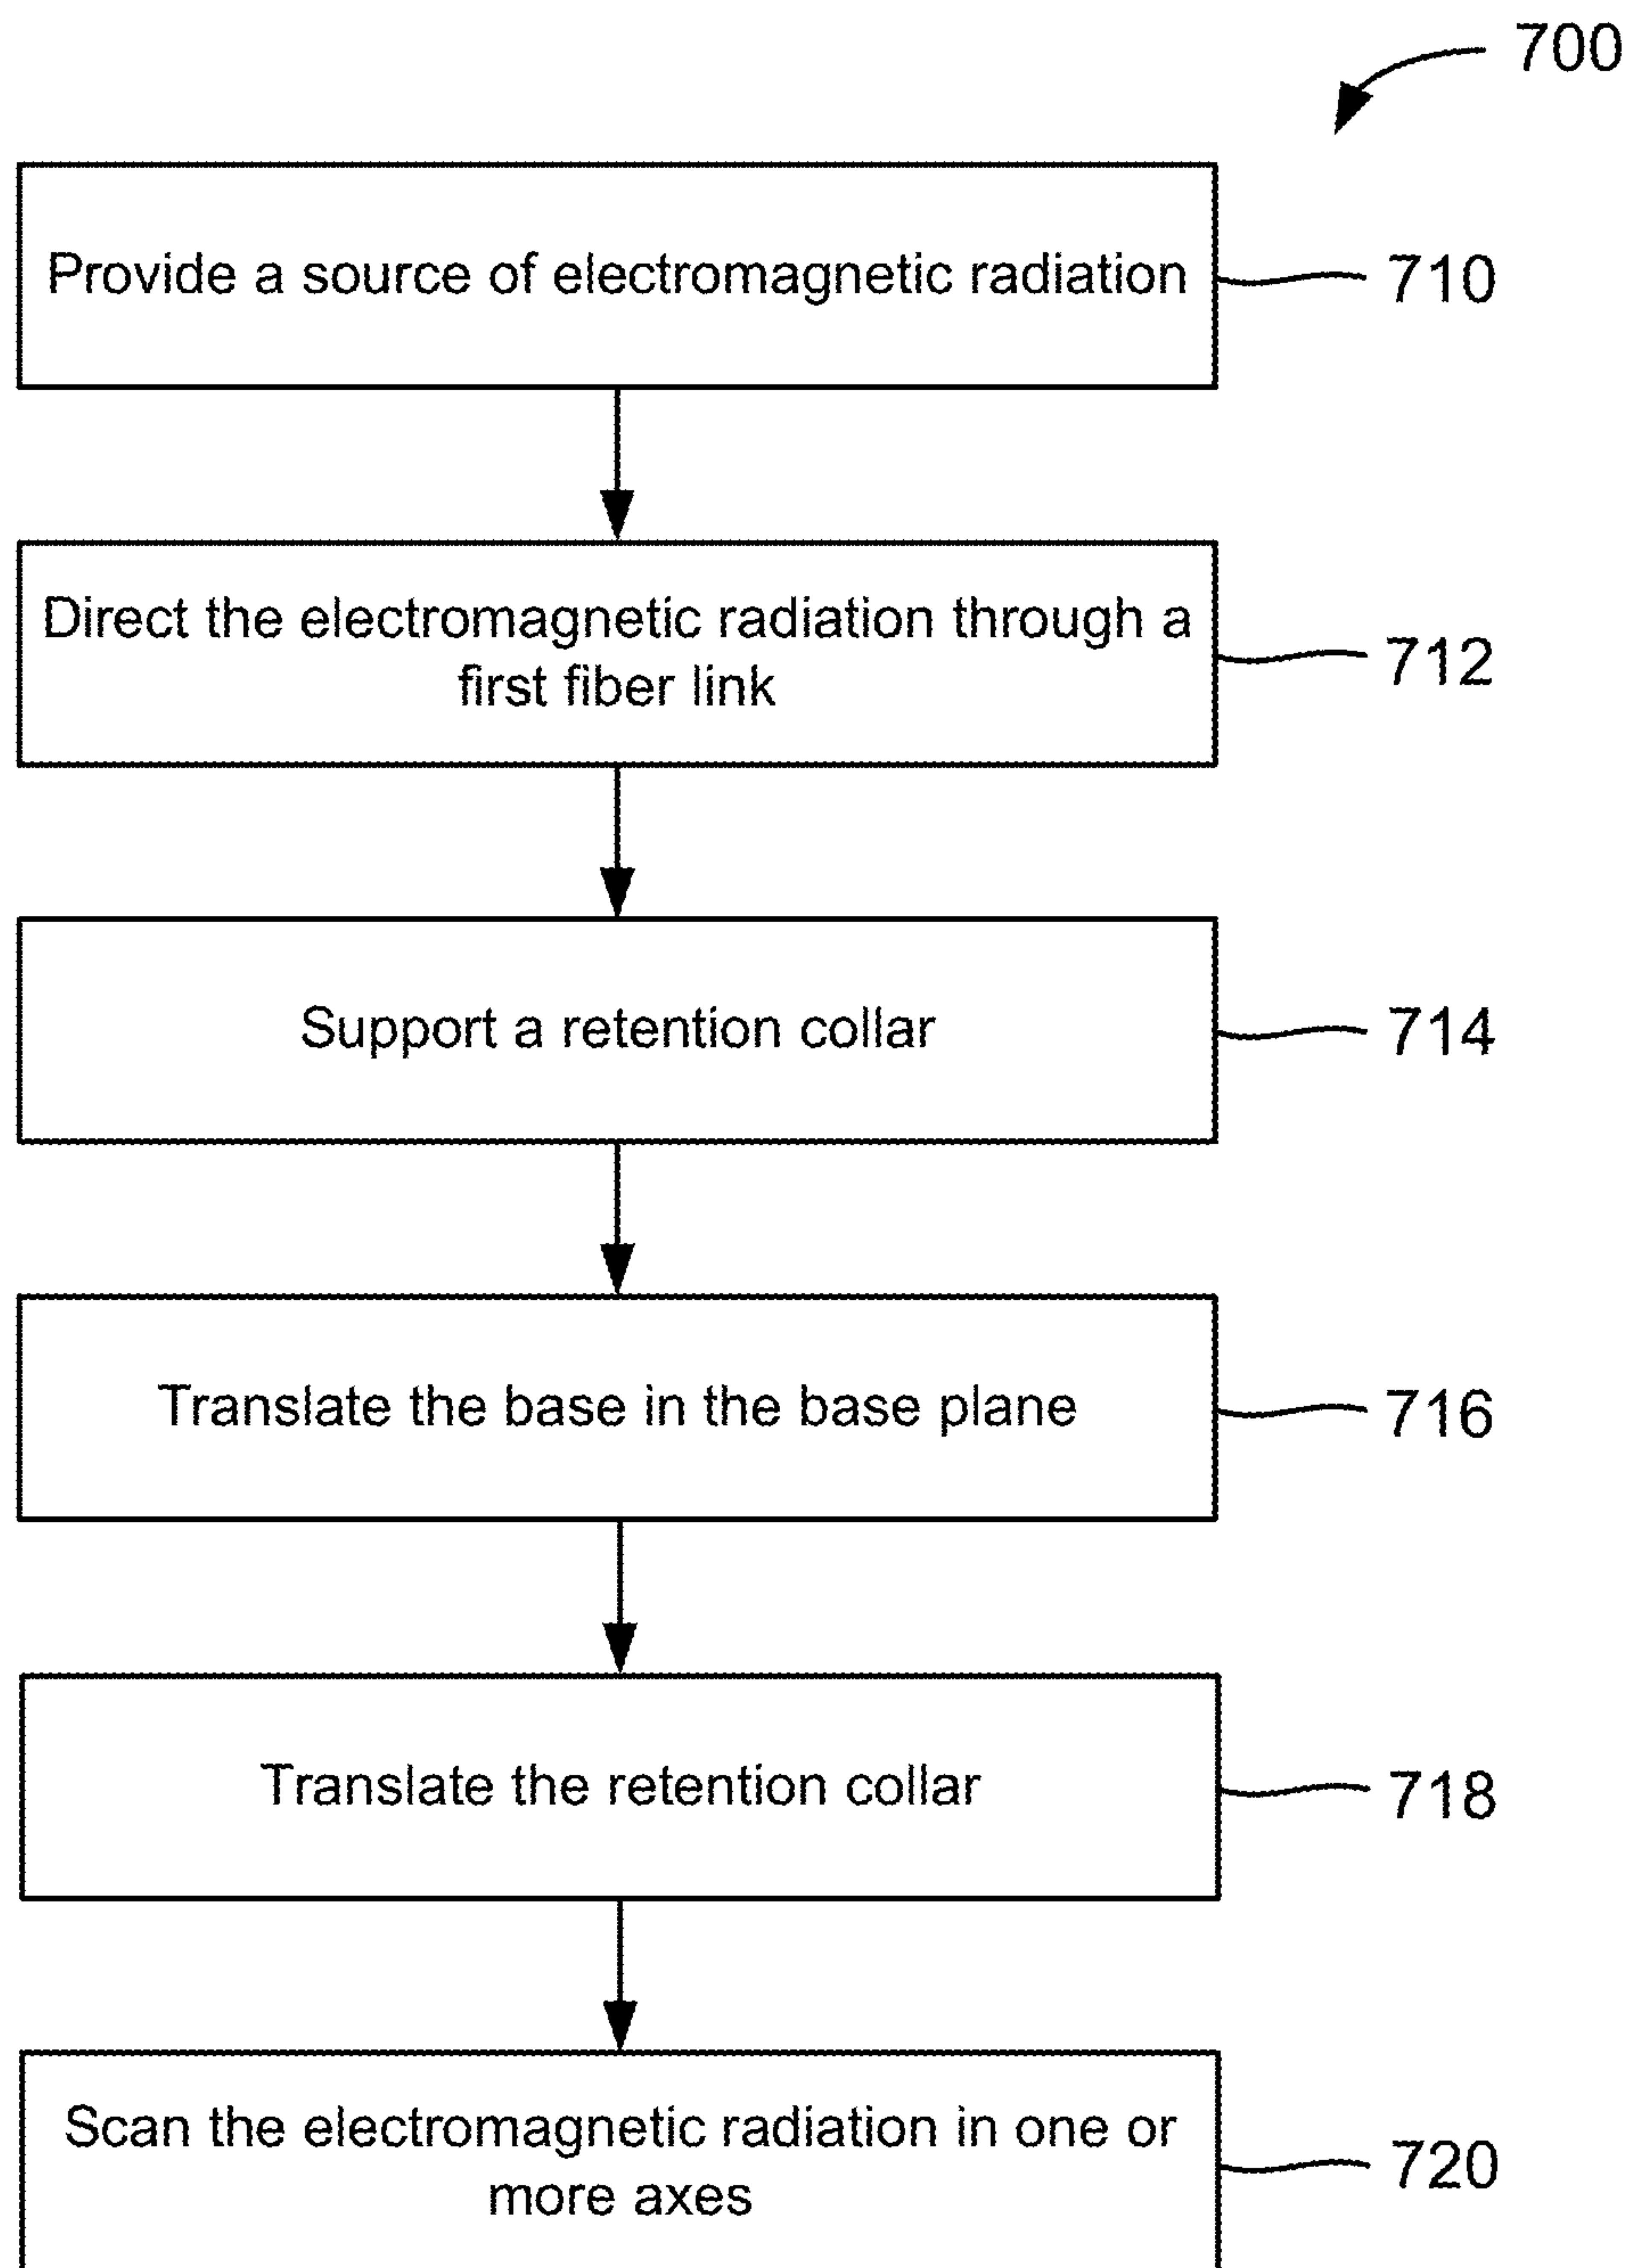 700
Provide a source of electromagnetic radiation
710
Direct the electromagnetic radiation through a
first fiber link
712
Support a retention collar
714
Translate the base in the base plane
716
Translate the retention collar
718
Scan the electromagnetic radiation in one or
more axes
720